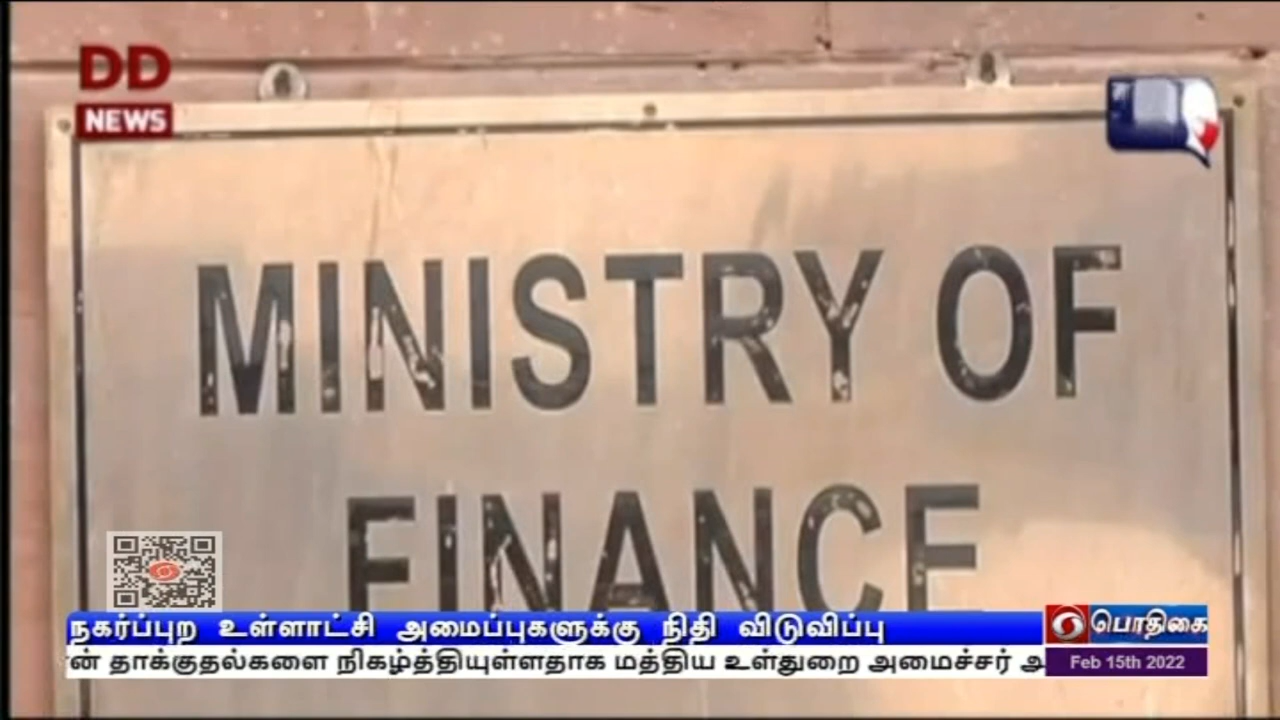 DD
NEWS
MINISTRY OF
FINANCE
நகர்ப்புற உள்ளாட்சி அமைப்புகளுக்கு நிதி விடுவிப்பு
பொதிகை
தாக்குதல்களை நிகழ்த்தியுள்ளதாக மத்திய உள்துறை அமைச்சர்
Feb 15th 2022